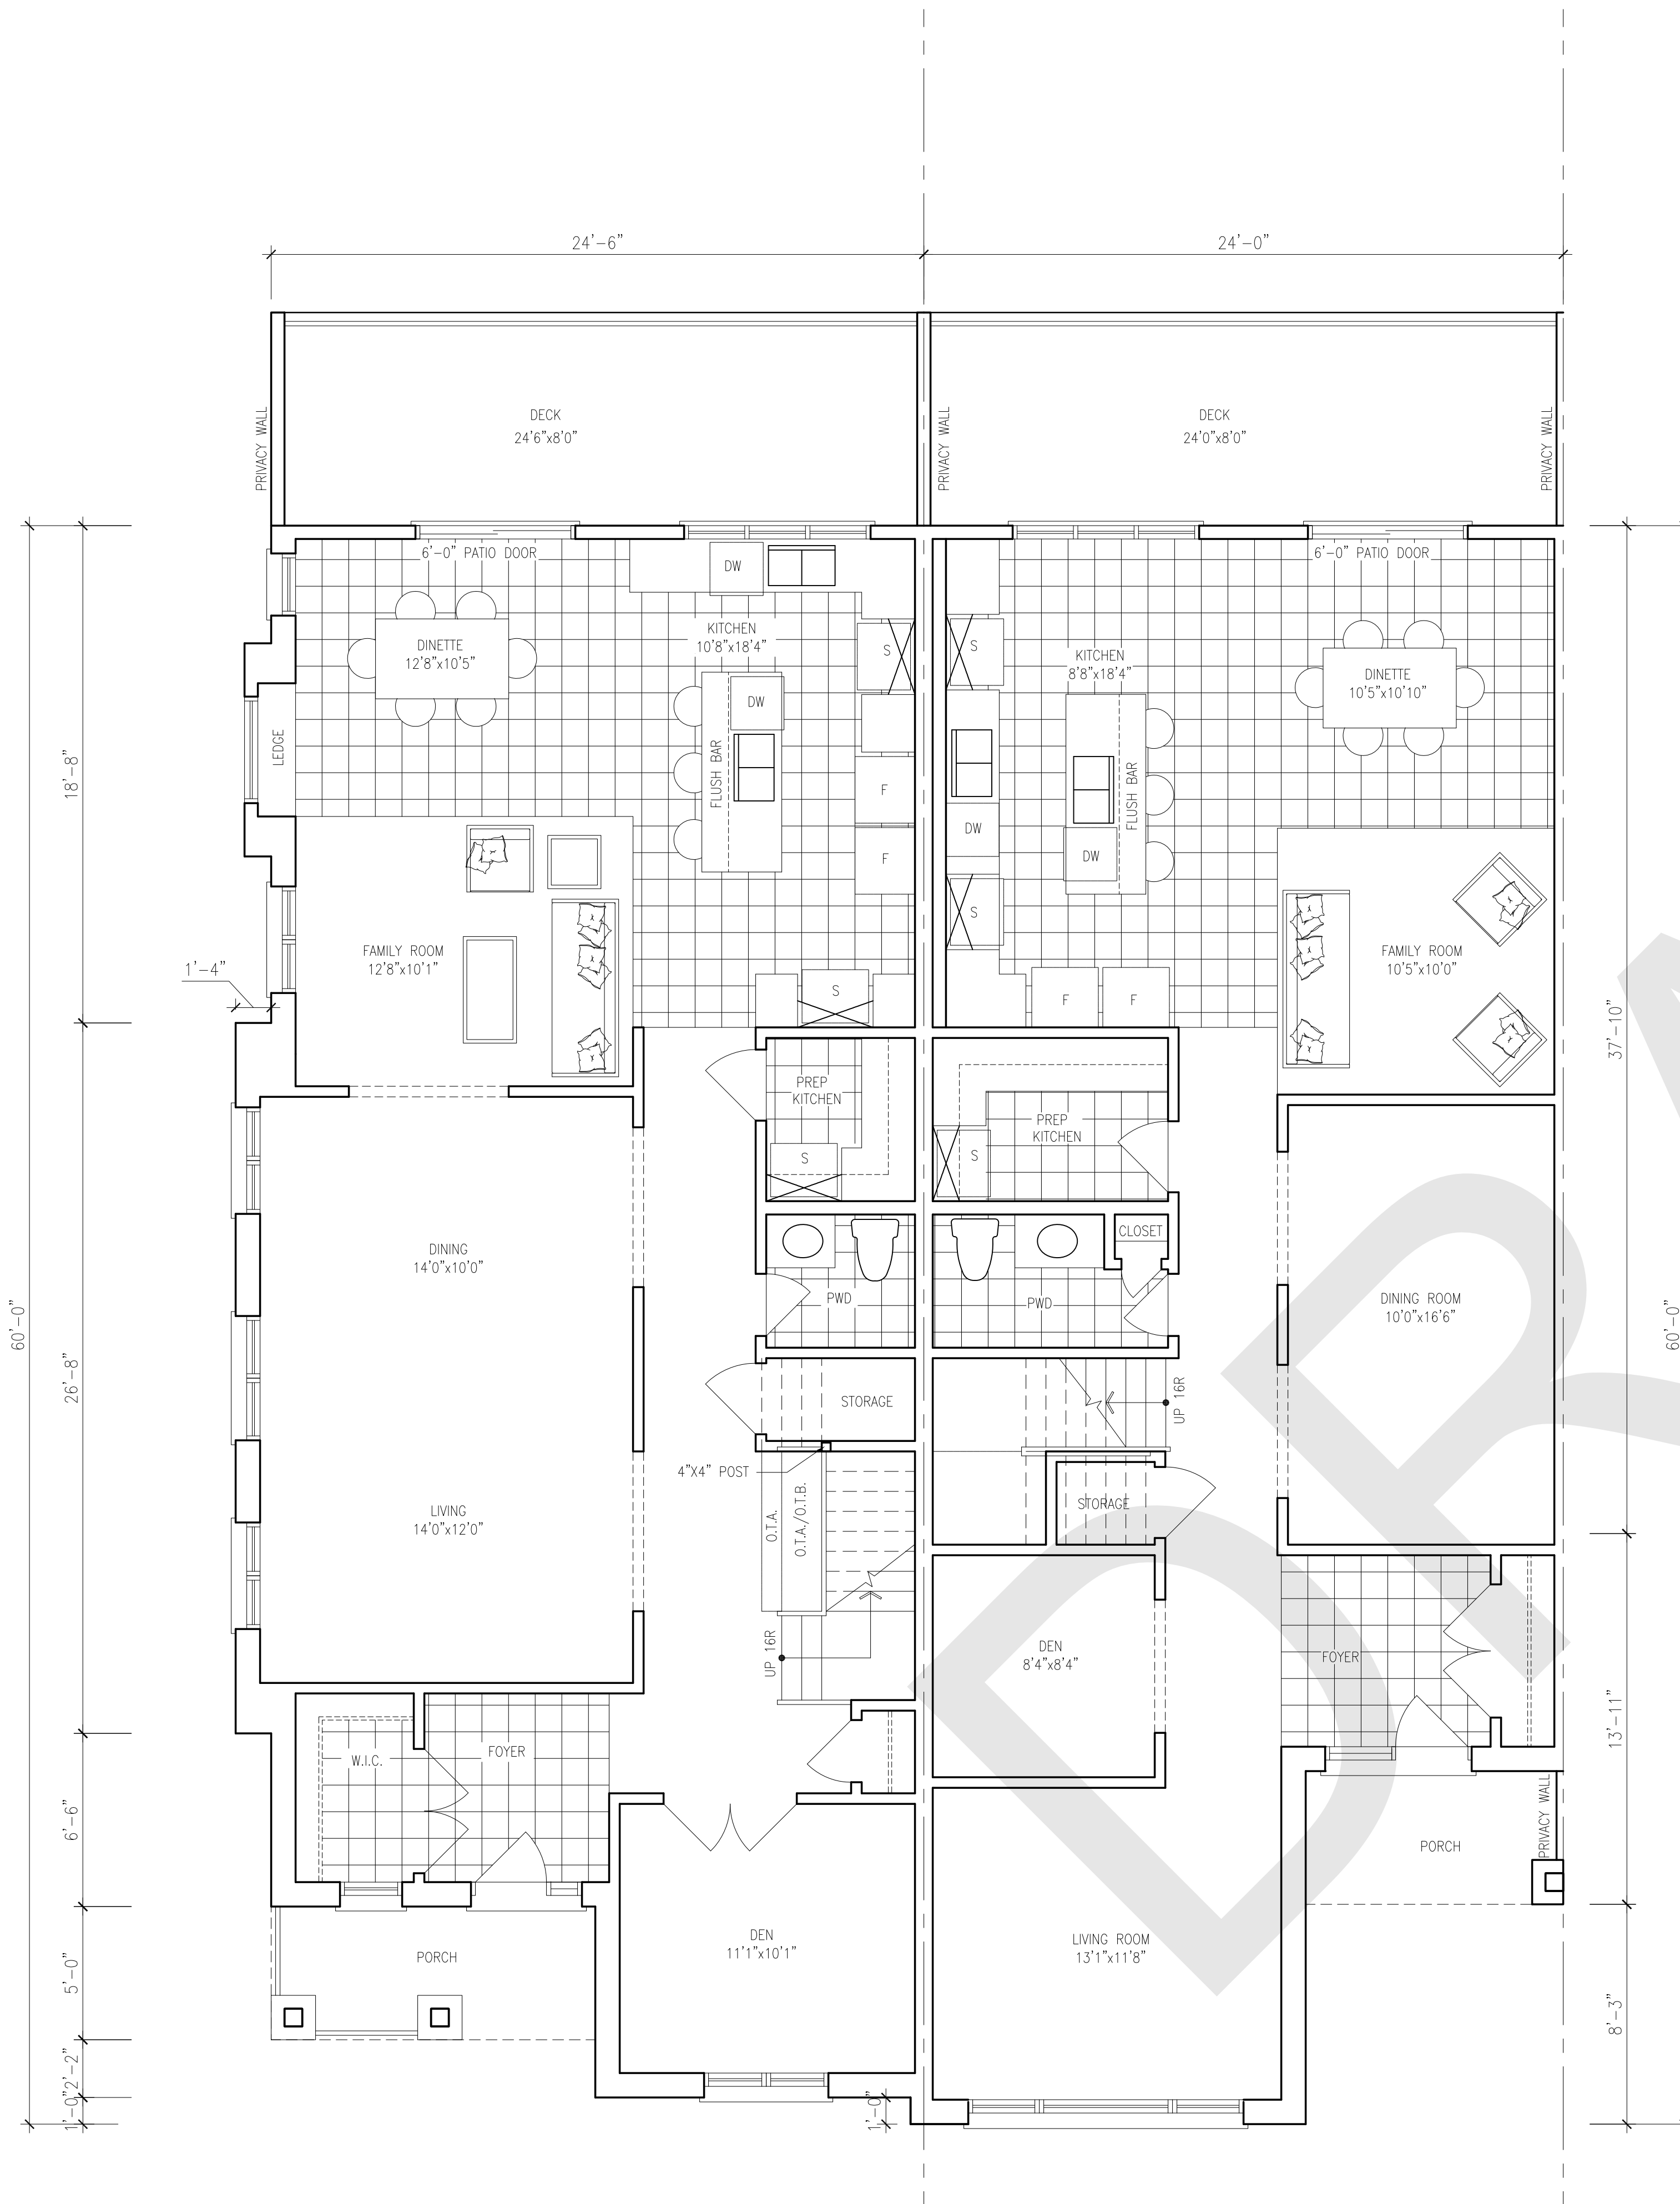 24'-6"
24'-0"
PRIVACY WALL
DECK
24'6"x8'0"
PRIVACY WALL
DECK
24'0"x8'0"
PRIVACY WALL
6'-0" PATIO DOOR
DW
6'-0" PATIO DOOR
DINETTE
12'8"x10'5"
KITCHEN
10'8"x18'4"
S
S
KITCHEN
8'8"x18'4"
DINETTE
10'5"x10'10"
LEDGE
DW
FLUSH BAR
F
F
DW
FLUSH BAR
DW
S
18'-8"
FAMILY ROOM
12'8"x10'1"
1'-4"
S
F
F
FAMILY ROOM
10'5"x10'0"
37'-10"
PREP
KITCHEN
S
PREP
KITCHEN
S
DINING
14'0"x10'0"
PWD
PWD
CLOSET
DINING ROOM
10'0"x16'6"
60'-0"
26'-8"
60'-0"
STORAGE
UP 16R
4"X4" POST
LIVING
14'0"x12'0"
O.T.A.
O.T.A./O.T.B.
STORAGE
UP 16R
DEN
8'4"x8'4"
FOYER
W.I.C.
FOYER
13'-11"
6'-6"
PORCH
PRIVACY WALL
5'-0"
PORCH
DEN
11'1"x10'1"
LIVING ROOM
13'1"x11'8"
8'-3"
2'-2"
1'-0"
1'-0"
DRA